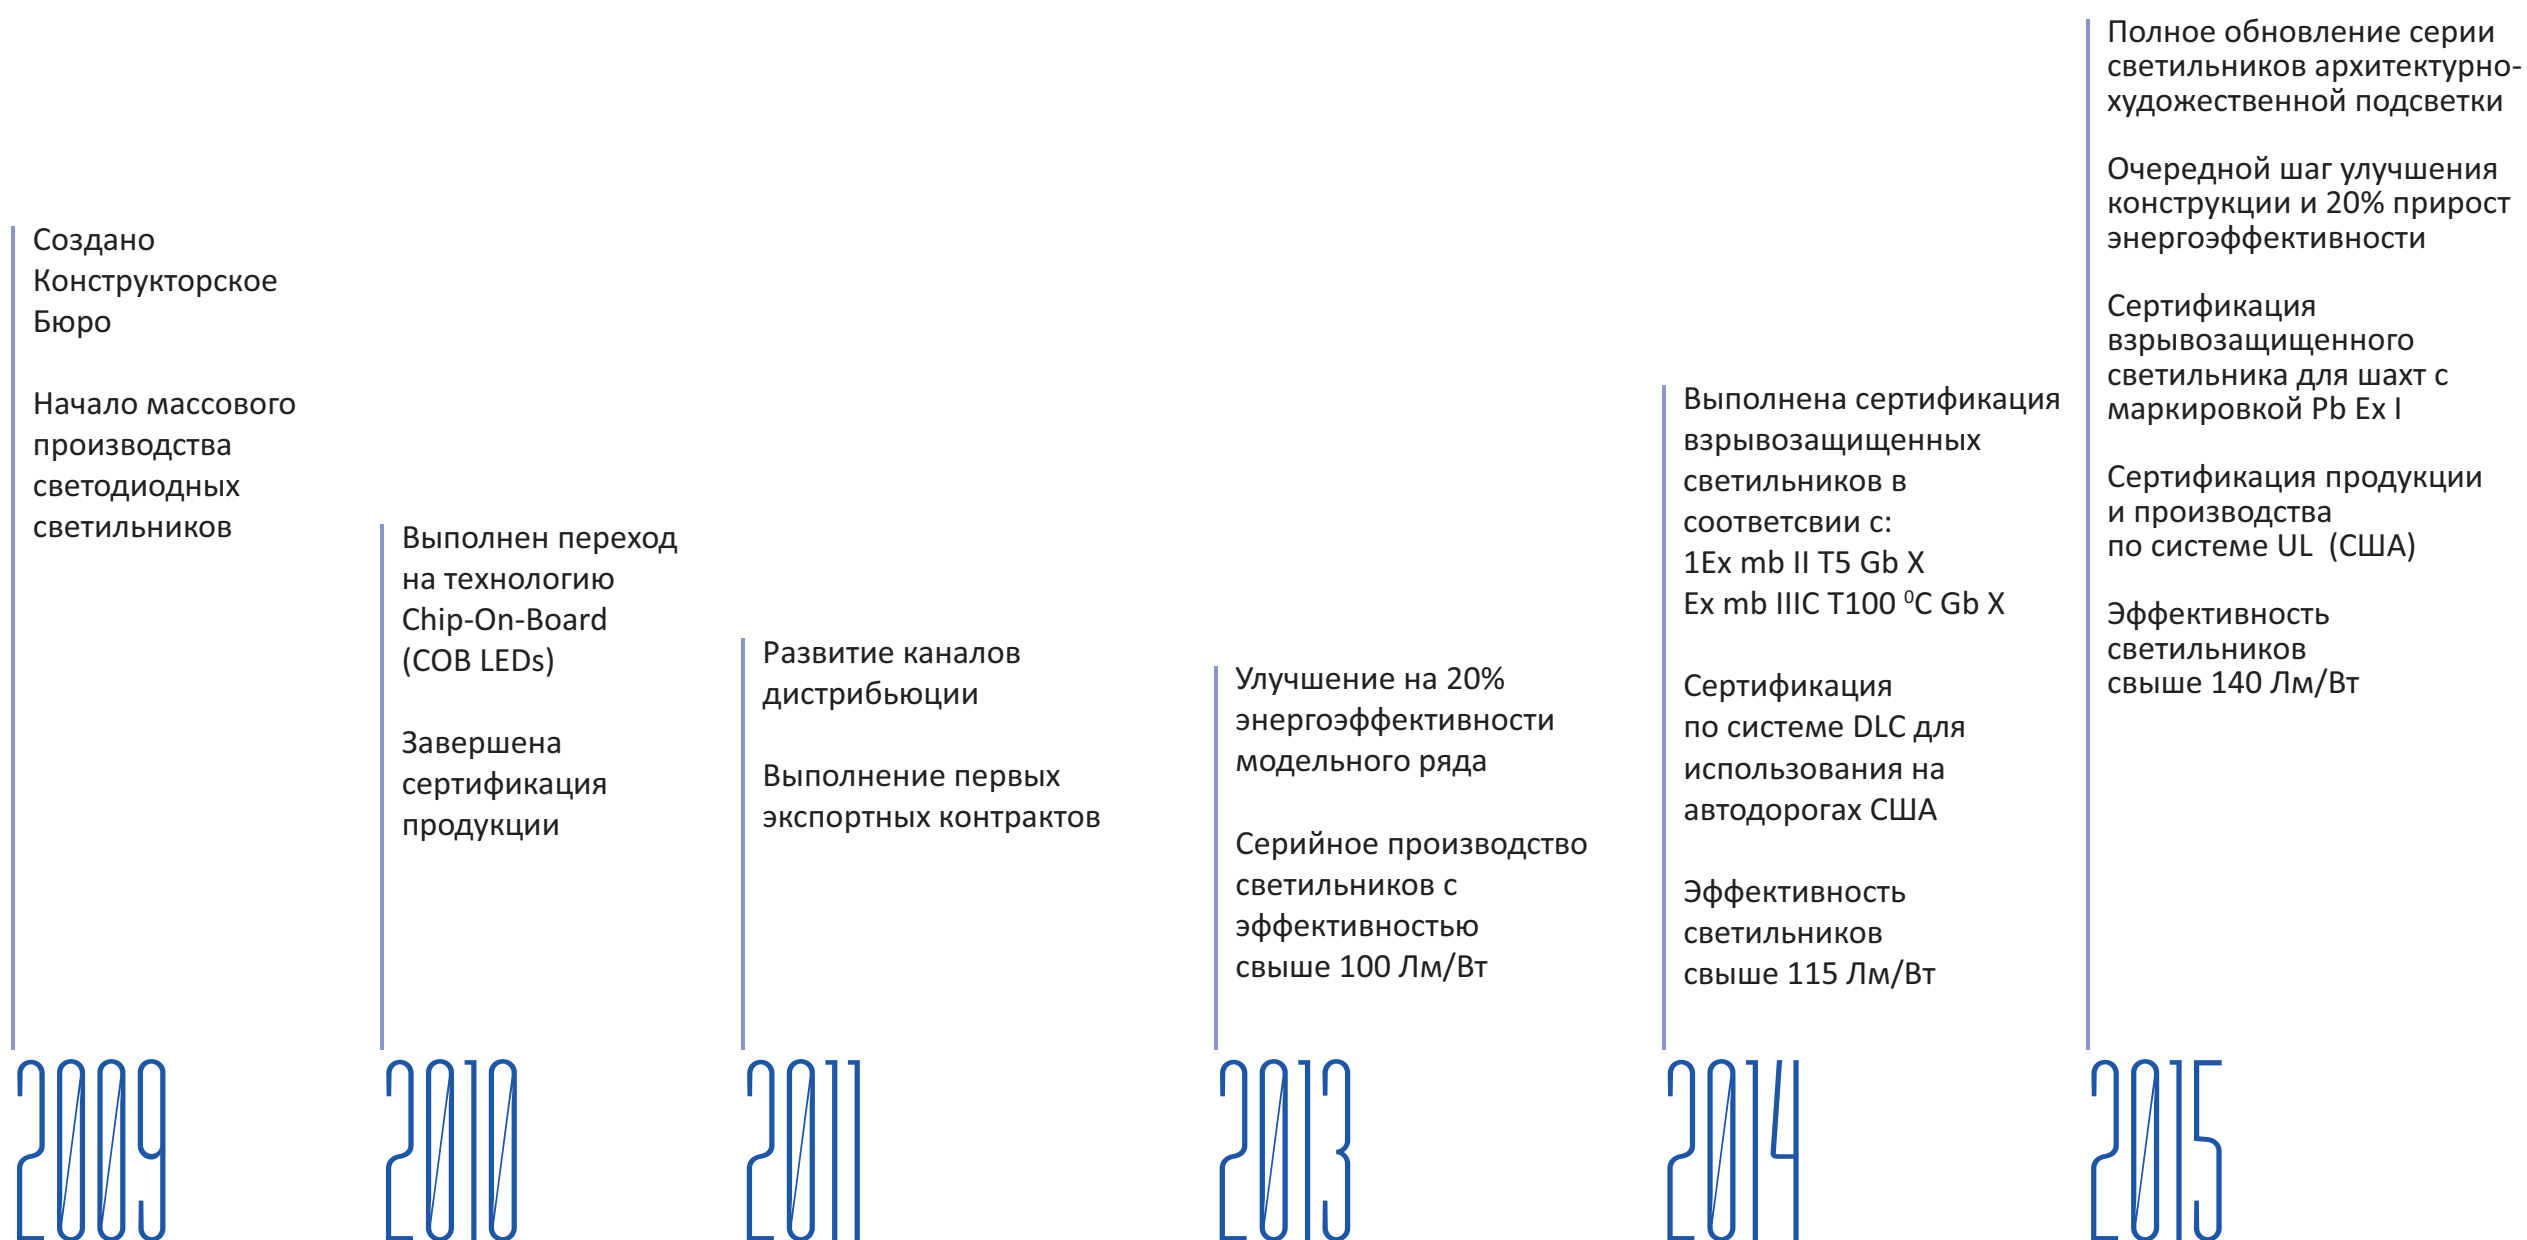 Создано
Конструкторское
Бюро
Начало массового
производства
светодиодных
светильников
2009
Выполнен переход
на технологию
Chip-On-Board
(COB LEDs)
Завершена
сертификация
продукции
2010
Развитие каналов
дистрибьюции
Выполнение первых
экспортных контрактов
2011
Улучшение на 20%
энергоэффективности
модельного ряда
Серийное производство
светильников с
эффективностью
свыше 100 Лм/Вт
2013
Выполнена сертификация
взрывозащищенных
светильников в
соответсвии с:
1Ex mb II T5 Gb X
Ex mb IIIC T100 ⁰C Gb X
Сертификация
по системе DLC для
использования на
автодорогах США
Эффективность
светильников
свыше 115 Лм/Вт
2014
Полное обновление серии
светильников архитектурно-
художественной подсветки
Очередной шаг улучшения
конструкции и 20% прирост
энергоэффективности
Сертификация
взрывозащищенного
светильника для шахт с
маркировкой Pb Ex I
Сертификация продукции
и производства
по системе UL  (США)
Эффективность
светильников
свыше 140 Лм/Вт
2015